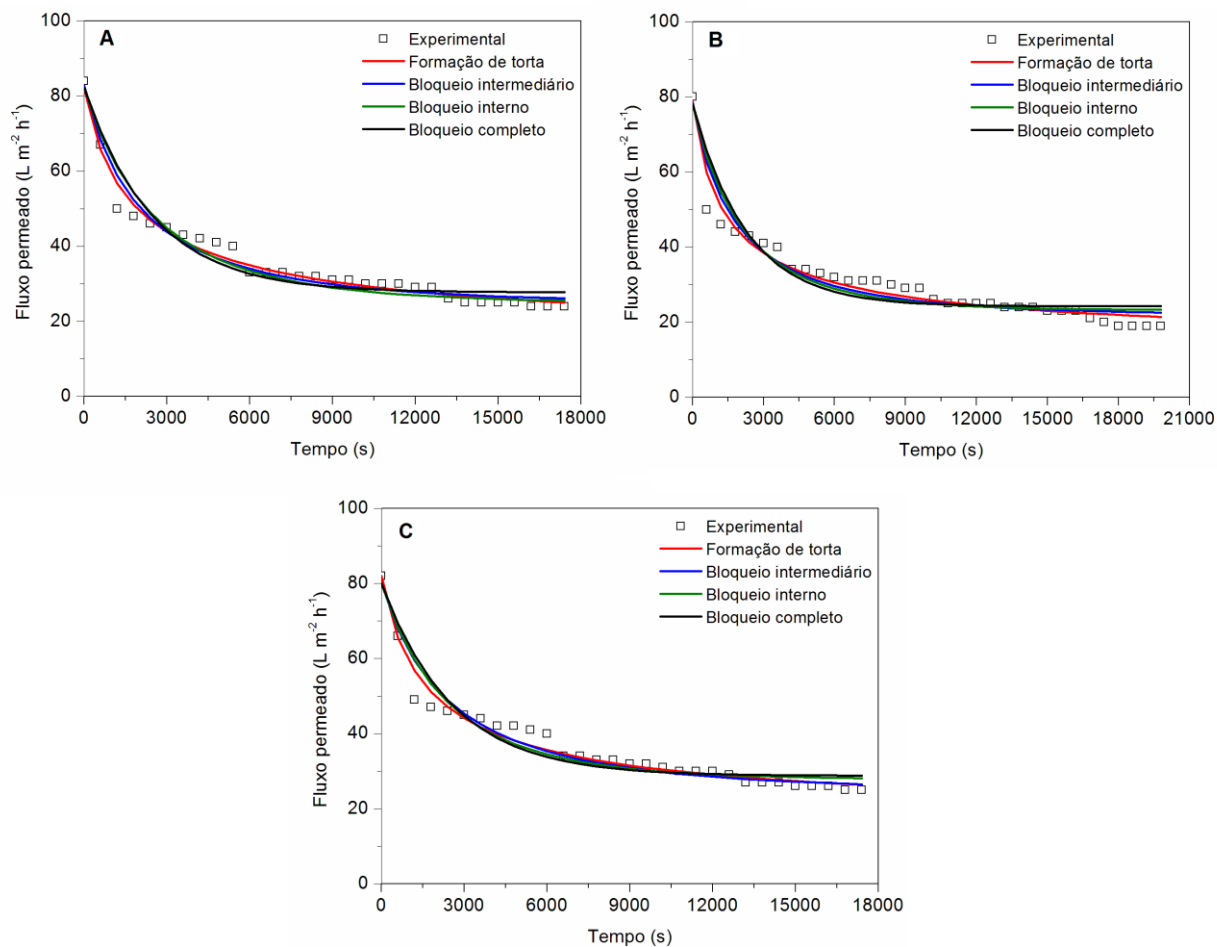 A
Experimental
Formação de torta
Bloqueio intermediário
Bloqueio interno
Bloqueio completo
Fluxo permeado (L m⁻² h⁻¹)
100
80
60
40
20
0
0 3000 6000 9000 12000 15000 18000
Tempo (s)
B
Experimental
Formação de torta
Bloqueio intermediário
Bloqueio interno
Bloqueio completo
Fluxo permeado (L m⁻² h⁻¹)
100
80
60
40
20
0
0 3000 6000 9000 12000 15000 18000 21000
Tempo (s)
C
Experimental
Formação de torta
Bloqueio intermediário
Bloqueio interno
Bloqueio completo
Fluxo permeado (L m⁻² h⁻¹)
100
80
60
40
20
0
0 3000 6000 9000 12000 15000 18000
Tempo (s)